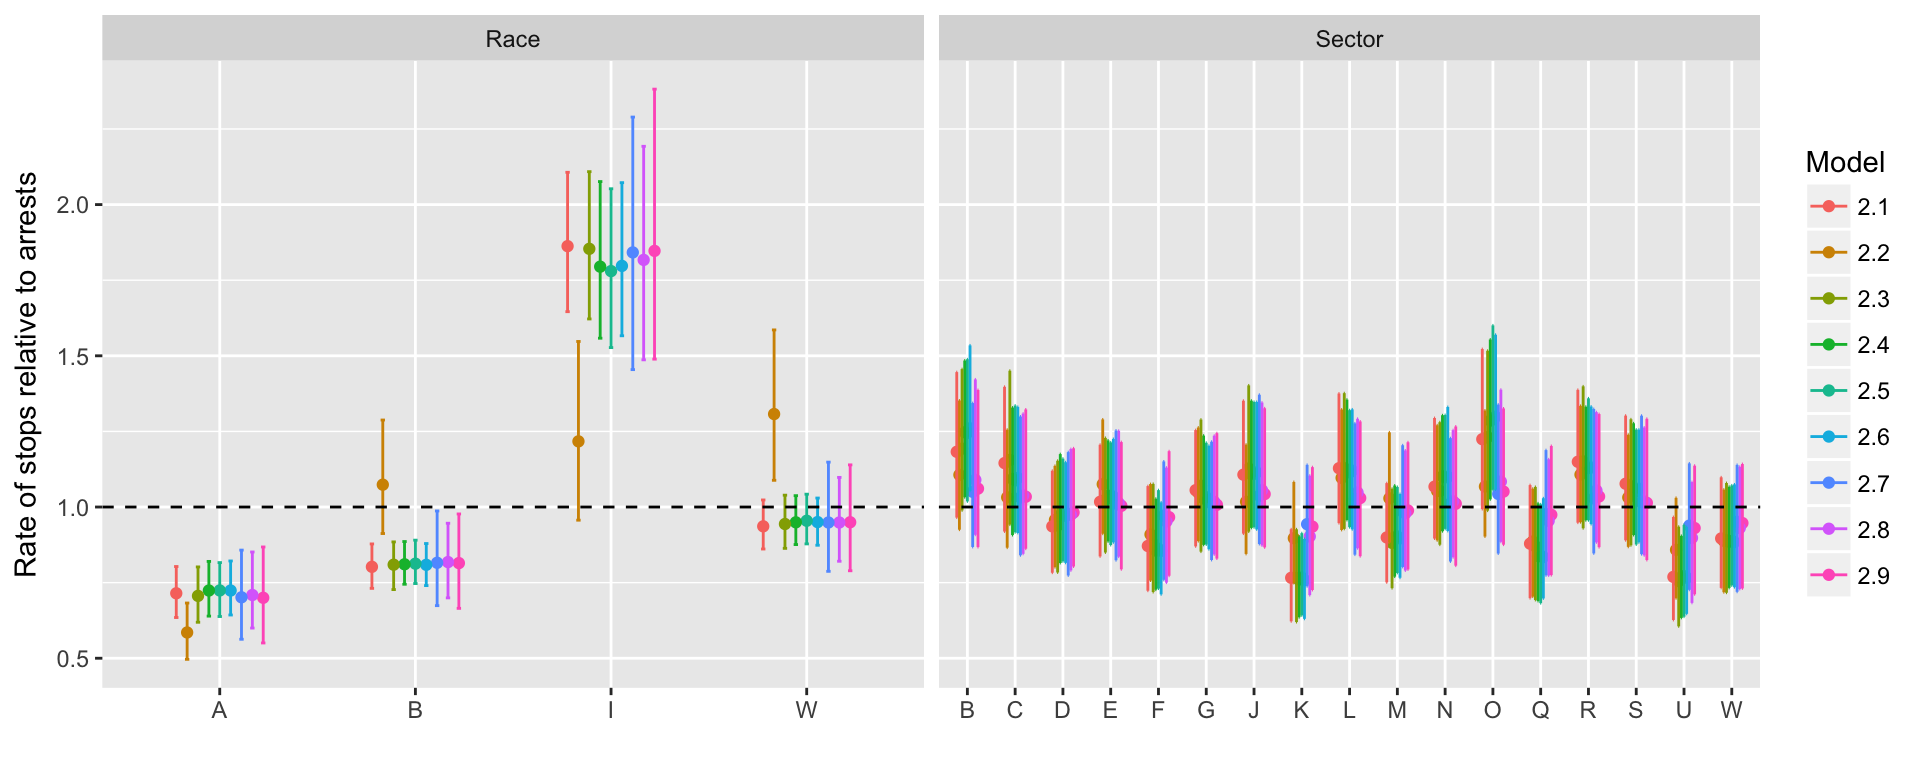 Race
Sector
Rate of stops relative to arrests
2.0
1.5
1.0
0.5
A B I W
B C D E F G J K L M N O Q R S U W
Model
2.1
2.2
2.3
2.4
2.5
2.6
2.7
2.8
2.9